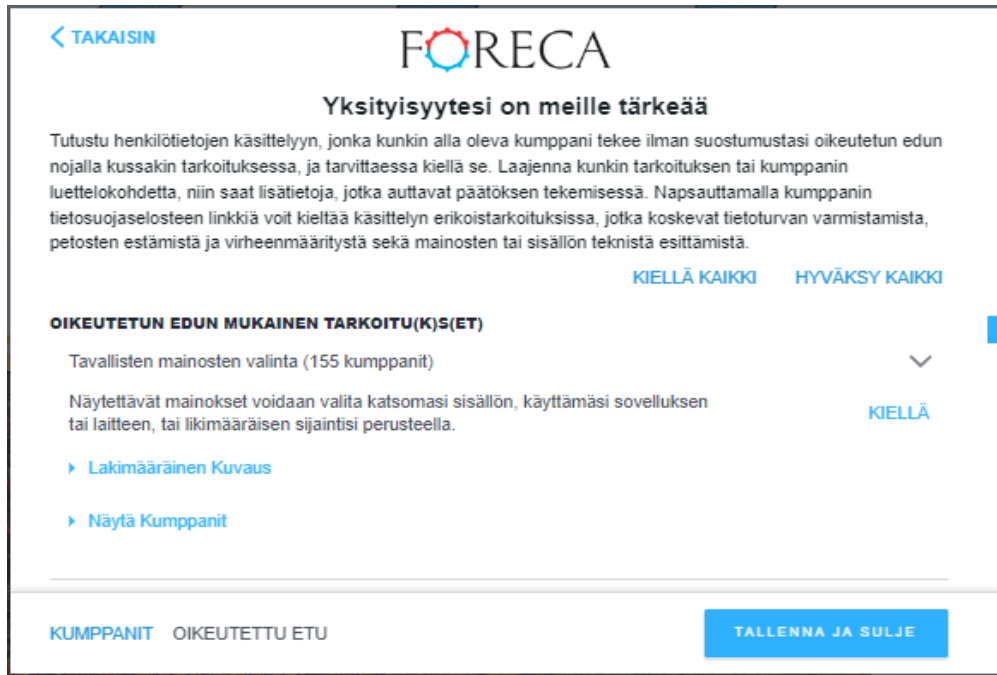 TAKAISIN
FORECA
Yksityisyytesi on meille tärkeää
Tutustu henkilötietojen käsittelyyn, jonka kunkin alla oleva kumppani tekee ilman suostumustasi oikeutetun edun
nojalla kussakin tarkoituksessa, ja tarvittaessa kiellä se. Laajenna kunkin tarkoituksen tai kumppanin
luettelokohdetta, niin saat lisätietoja, jotka auttavat päätöksen tekemisessä. Napsauttamalla kumppanin
tietosuojaselosteen linkkiä voit kieltää käsittelyn erikoistarkoituksissa, jotka koskevat tietoturvan varmistamista,
petosten estämistä ja virheenmääritystä sekä mainosten tai sisällön teknistä esittämistä.
KIELLÄ KAIKKI HYVÄKSY KAIKKI
OIKEUTETUN EDUN MUKAINEN TARKOITU(K)S(ET)
Tavallisten mainosten valinta (155 kumppanit)
Näytettävät mainokset voidaan valita katsomasi sisällön, käyttämäsi sovelluksen
tai laitteen, tai likimääräisen sijaintisi perusteella.
KIELLÄ
Lakimääräinen Kuvaus
Näytä Kumppanit
KUMPPANIT OIKEUTETTU ETU
TALLENNA JA SULJE